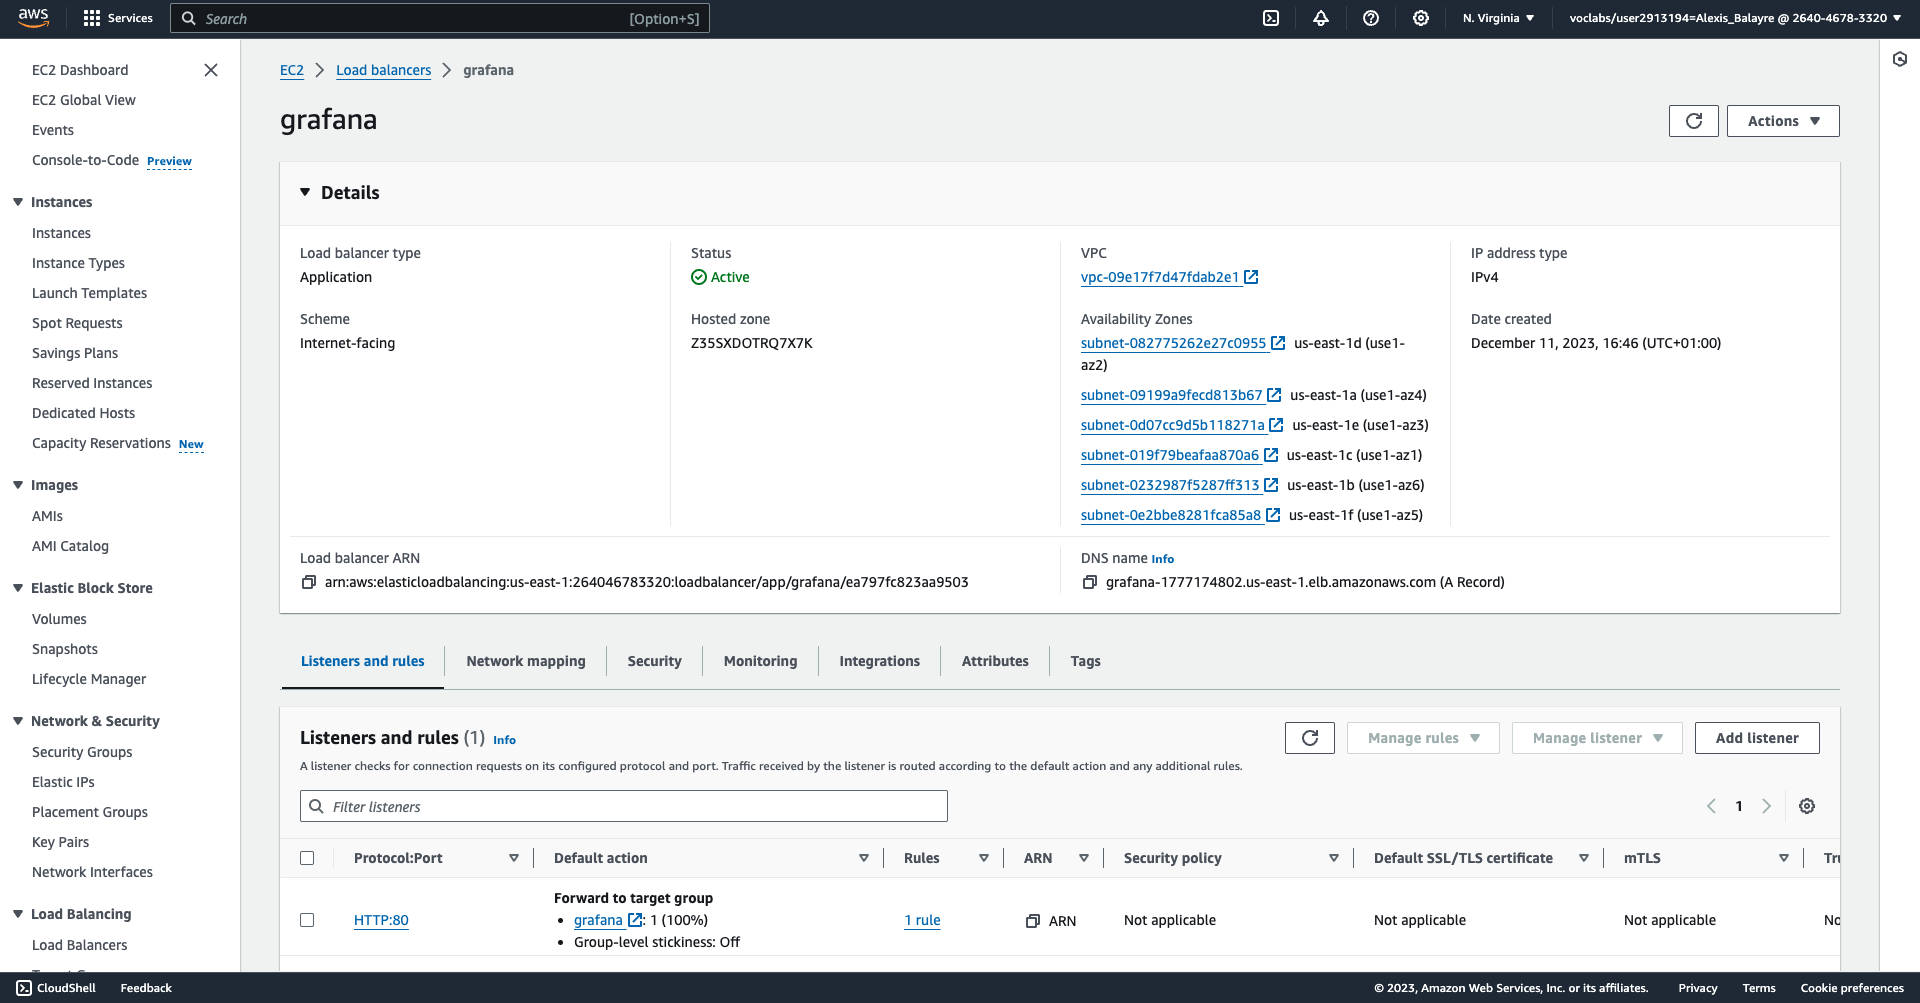 aws
Services
Search
[Option+S]
N. Virginia
voclabs/user2913194=Alexis_Balayre @ 2640-4678-3320
EC2 Dashboard
EC2 Global View
Events
Console-to-Code Preview
Instances
Instances
Instance Types
Launch Templates
Spot Requests
Savings Plans
Reserved Instances
Dedicated Hosts
Capacity Reservations New
Images
AMIs
AMI Catalog
Elastic Block Store
Volumes
Snapshots
Lifecycle Manager
Network & Security
Security Groups
Elastic IPs
Placement Groups
Key Pairs
Network Interfaces
Load Balancing
Load Balancers
EC2 > Load balancers > grafana
grafana
Actions
Details
Load balancer type
Application
Scheme
Internet-facing
Status
Active
Hosted zone
Z35SXDOTRQ7X7K
VPC
vpc-09e17f7d47fdab2e1
Availability Zones
subnet-082775262e27c0955 us-east-1d (use1-
az2)
subnet-09199a9fecd813b67 us-east-1a (use1-az4)
subnet-0d07cc9d5b118271a us-east-1e (use1-az3)
subnet-019f79beafaa870a6 us-east-1c (use1-az1)
subnet-0232987f5287ff313 us-east-1b (use1-az6)
subnet-0e2bbe8281fca85a8 us-east-1f (use1-az5)
IP address type
IPv4
Date created
December 11, 2023, 16:46 (UTC+01:00)
Load balancer ARN
arn:aws:elasticloadbalancing:us-east-1:264046783320:loadbalancer/app/grafana/ea797fc823aa9503
DNS name Info
grafana-1777174802.us-east-1.elb.amazonaws.com (A Record)
Listeners and rules
Network mapping
Security
Monitoring
Integrations
Attributes
Tags
Listeners and rules (1) Info
Manage rules
Manage listener
Add listener
A listener checks for connection requests on its configured protocol and port. Traffic received by the listener is routed according to the default action and any additional rules.
Filter listeners
1
Protocol:Port
Default action
Rules
ARN
Security policy
Default SSL/TLS certificate
mTLS
HTTP:80
Forward to target group
• grafana : 1 (100%)
• Group-level stickiness: Off
1 rule
ARN
Not applicable
Not applicable
Not applicable
CloudShell
Feedback
© 2023, Amazon Web Services, Inc. or its affiliates.
Privacy
Terms
Cookie preferences